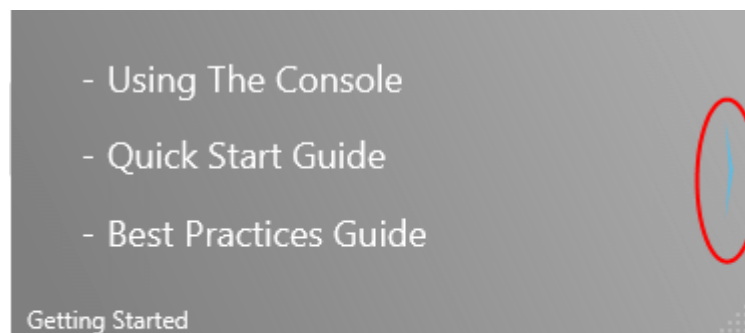 - Using The Console
- Quick Start Guide
- Best Practices Guide
Getting Started